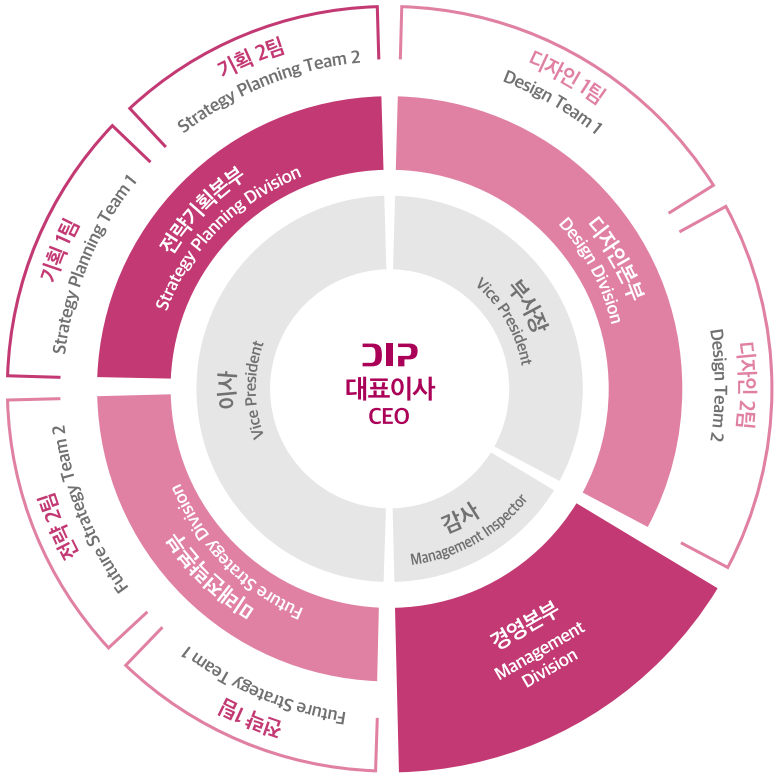 기획 2팀
Strategy Planning Team 2
디자인 1팀
Design Team 1
기획 1팀
Strategy Planning Team 1
전략기획본부
Strategy Planning Division
디자인본부
Design Division
디자인 2팀
Design Team 2
이사
Vice President
부사장
Vice President
DIP
대표이사
CEO
감사
Management Inspector
전략 2팀
Future Strategy Team 2
미래전략본부
Future Strategy Division
전략 1팀
Future Strategy Team 1
경영본부
Management
Division